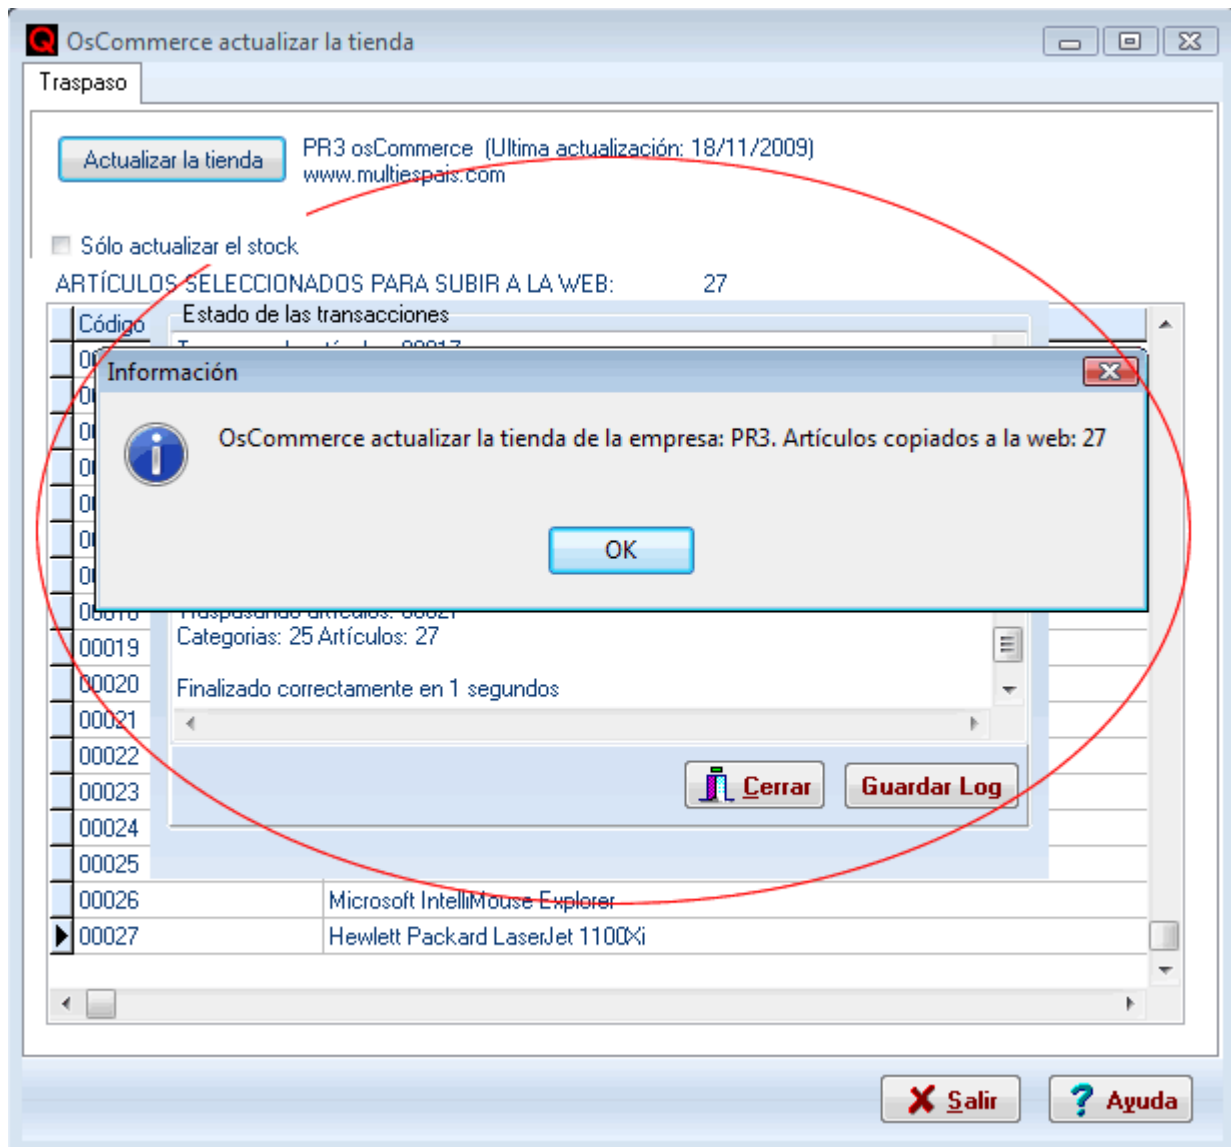 OsCommerce actualizar la tienda
Traspaso
Actualizar la tienda
PR3 osCommerce (Ultima actualización: 18/11/2009)
www.multiespais.com
Sólo actualizar el stock
ARTÍCULOS SELECCIONADOS PARA SUBIR A LA WEB: 27
Código
Estado de las transacciones
Información
OsCommerce actualizar la tienda de la empresa: PR3. Artículos copiados a la web: 27
OK
00019
Categorias: 25 Artículos: 27
00020
Finalizado correctamente en 1 segundos
00021
00022
00023
Cerrar
Guardar Log
00024
00025
00026 Microsoft IntelliMouse Explorer
00027 Hewlett Packard LaserJet 1100Xi
Salir
Ayuda